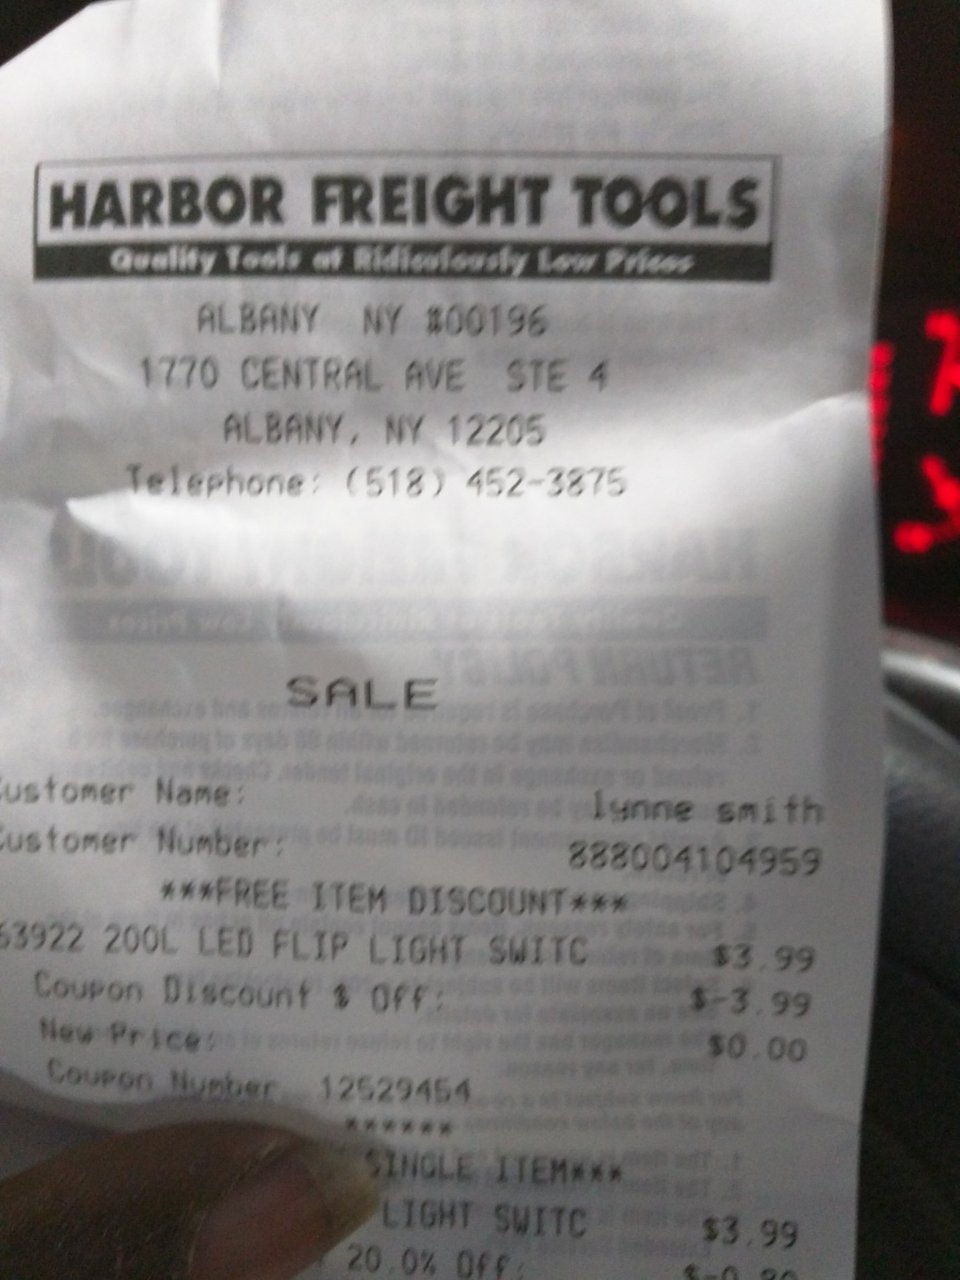 HARBOR FREIGHT TOOLS
Quality Tools at Ridiculously Low Prices
ALBANY NY #00196
1770 CENTRAL AVE STE 4
ALBANY, NY 12205
Telephone: (518) 452-3875
SALE
Customer Name: lynne smith
Customer Number: 888004104959
***FREE ITEM DISCOUNT***
63922 200L LED FLIP LIGHT SWITC $3.99
Coupon Discount $ Off: $-3.99
New Price: $0.00
Coupon Number 12529454
******
SINGLE ITEM***
LIGHT SWITC $3.99
20.0% Off: